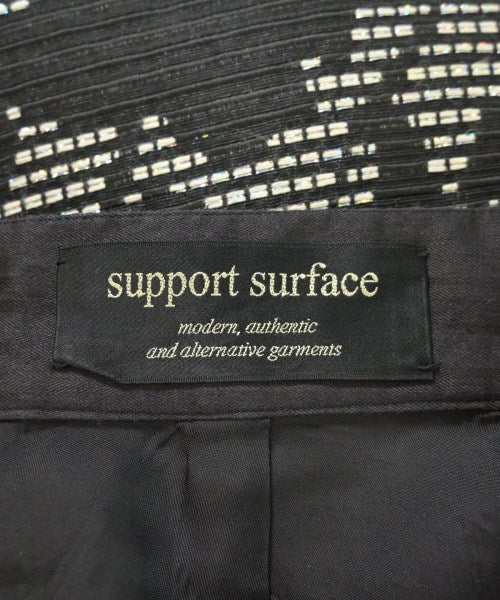 support surface
modern, authentic
and alternative garments